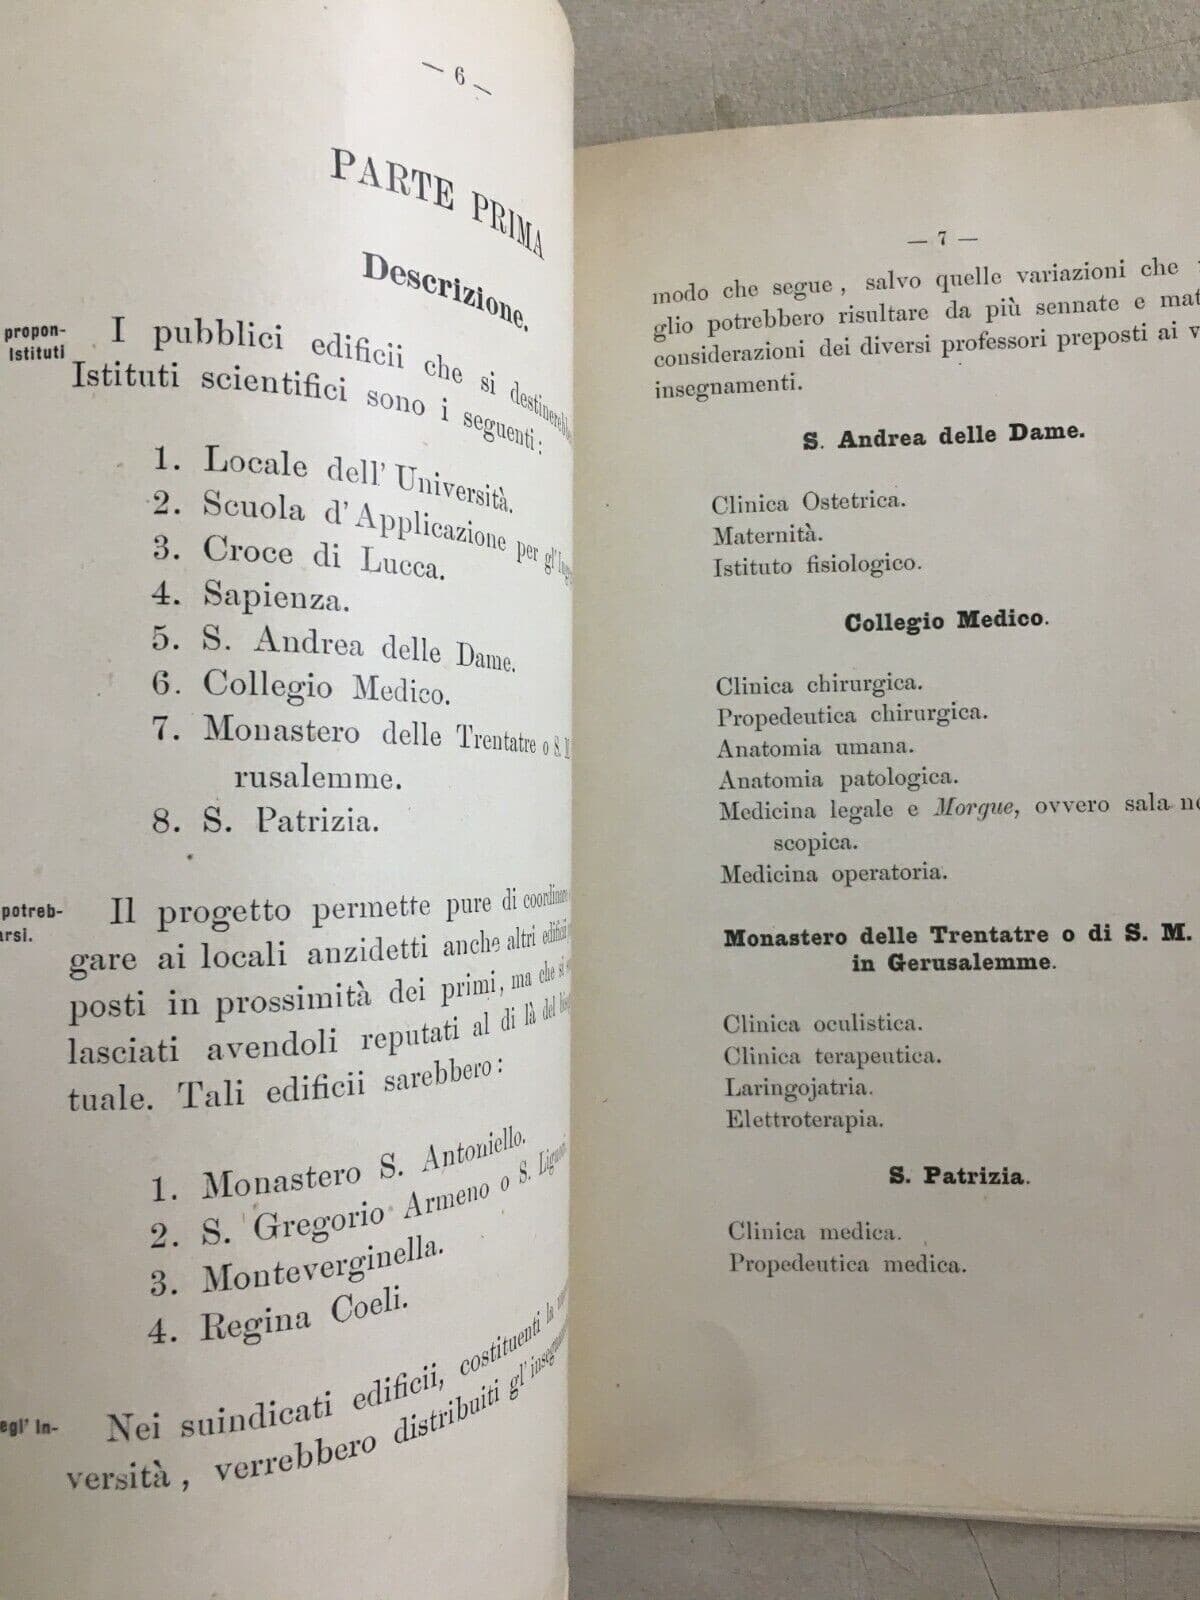 — 6 —
PARTE PRIMA
Descrizione.
propon-
Istituti
I pubblici edificii che si
Istituti scientifici sono i seguenti:
1. Locale dell' Università.
2. Scuola d' Applicazione per gl'
3. Croce di Lucca.
4. Sapienza.
5. S. Andrea delle Dame.
6. Collegio Medico.
7. Monastero delle Trentatre o S.
rusalemme.
8. S. Patrizia.
potreb-
arsi.
Il progetto permette pure di coordinare
gare ai locali anzidetti anche altri edificii
posti in prossimità dei primi, ma che si
lasciati avendoli reputati al di là del
tuale. Tali edificii sarebbero:
1. Monastero S. Antoniello.
2. S. Gregorio Armeno o S.
3. Monteverginella.
4. Regina Coeli.
egl' In-
Nei suindicati edificii, costituenti la
versità, verrebbero distribuiti gl'
— 7 —
modo che segue, salvo quelle variazioni che
glio potrebbero risultare da più sennate e mat
considerazioni dei diversi professori preposti ai v
insegnamenti.
S. Andrea delle Dame.
Clinica Ostetrica.
Maternità.
Istituto fisiologico.
Collegio Medico.
Clinica chirurgica.
Propedeutica chirurgica.
Anatomia umana.
Anatomia patologica.
Medicina legale e Morgue, ovvero sala ne
scopica.
Medicina operatoria.
Monastero delle Trentatre o di S. M.
in Gerusalemme.
Clinica oculistica.
Clinica terapeutica.
Laringojatria.
Elettroterapia.
S. Patrizia.
Clinica medica.
Propedeutica medica.